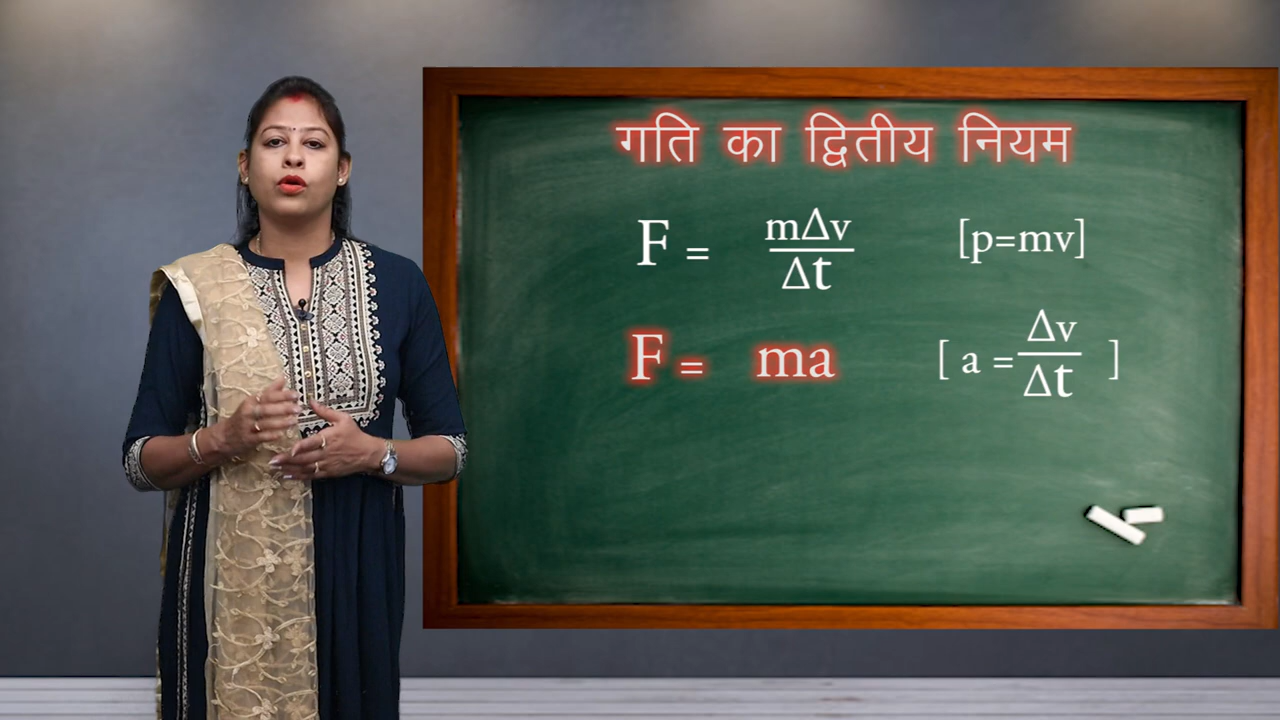 गति का द्वितीय नियम
F = mΔv/Δt [p=mv]
F = ma [ a = Δv/Δt ]